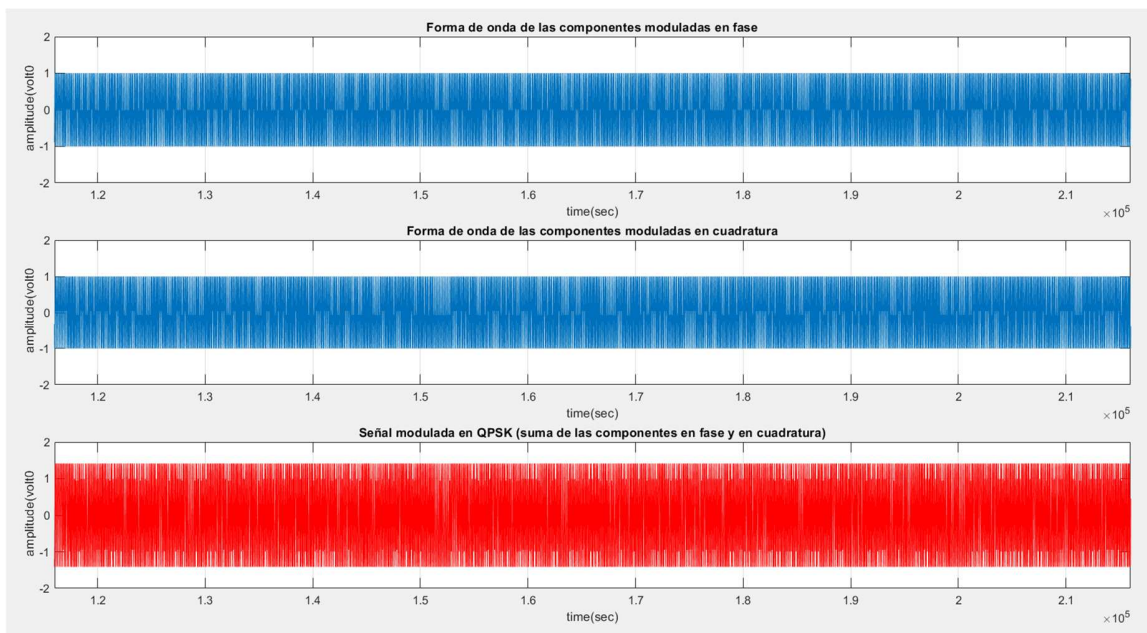 Forma de onda de las componentes moduladas en fase
2
1
0
-1
-2
amplitude(volt0
1.2 1.3 1.4 1.5 1.6 1.7 1.8 1.9 2 2.1
time(sec)
×10⁵
Forma de onda de las componentes moduladas en cuadratura
2
1
0
-1
-2
amplitude(volt0
1.2 1.3 1.4 1.5 1.6 1.7 1.8 1.9 2 2.1
time(sec)
×10⁵
Señal modulada en QPSK (suma de las componentes en fase y en cuadratura)
2
1
0
-1
-2
amplitude(volt0
1.2 1.3 1.4 1.5 1.6 1.7 1.8 1.9 2 2.1
time(sec)
×10⁵